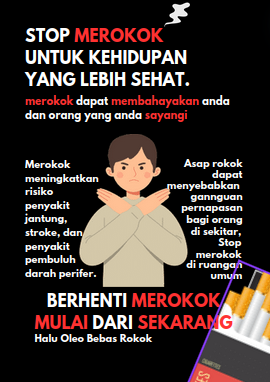 STOP MEROKOK
UNTUK KEHIDUPAN
YANG LEBIH SEHAT.
merokok dapat membahayakan anda
dan orang yang anda sayangi
Merokok
meningkatkan
risiko
penyakit
jantung,
stroke, dan
penyakit
pembuluh
darah perifer.
Asap rokok
dapat
menyebabkan
gannguan
pernapasan
bagi orang
di sekitar,
Stop
merokok
di ruangan
umum
BERHENTI MEROKOK
MULAI DARI SEKARANG
Halu Oleo Bebas Rokok